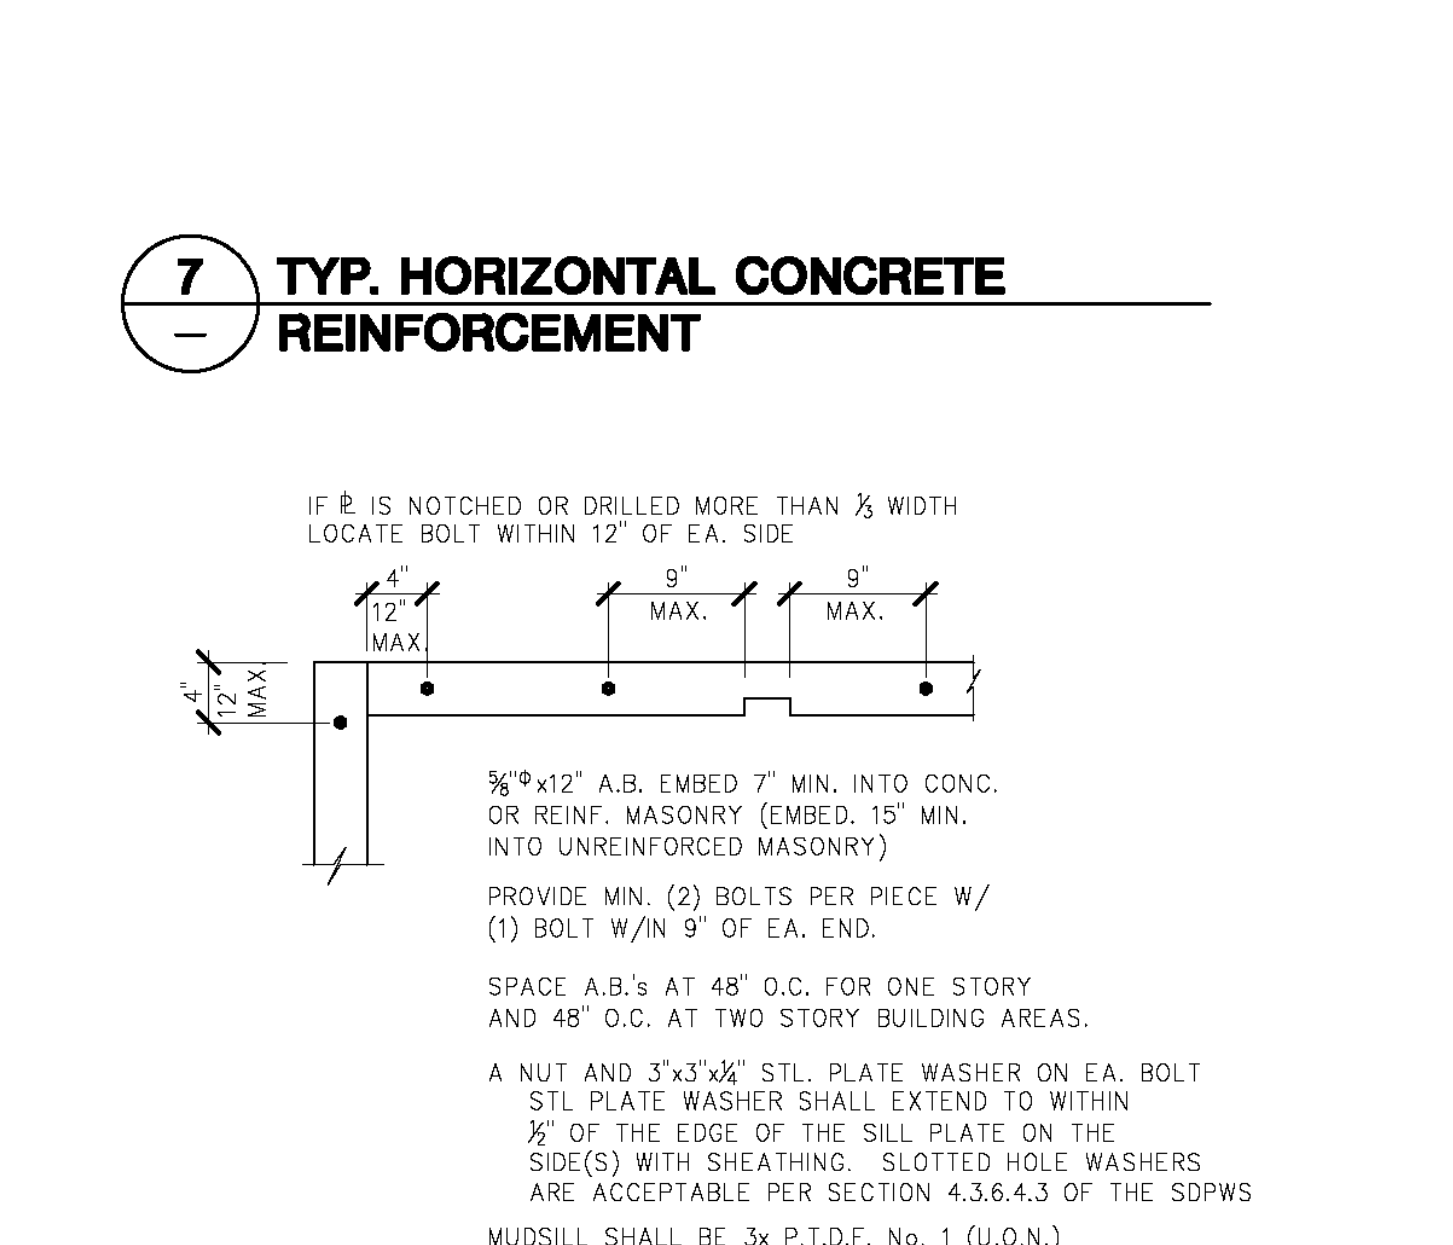 7
TYP. HORIZONTAL CONCRETE
—
REINFORCEMENT
IF ⅊ IS NOTCHED OR DRILLED MORE THAN ⅓ WIDTH
LOCATE BOLT WITHIN 12" OF EA. SIDE
4"
12"
MAX.
9"
MAX.
9"
MAX.
4"
12"
MAX.
⅝"ϕx12" A.B. EMBED 7" MIN. INTO CONC.
OR REINF. MASONRY (EMBED. 15" MIN.
INTO UNREINFORCED MASONRY)
PROVIDE MIN. (2) BOLTS PER PIECE W/
(1) BOLT W/IN 9" OF EA. END.
SPACE A.B.'s AT 48" O.C. FOR ONE STORY
AND 48" O.C. AT TWO STORY BUILDING AREAS.
A NUT AND 3"x3"x¼" STL. PLATE WASHER ON EA. BOLT
STL PLATE WASHER SHALL EXTEND TO WITHIN
½" OF THE EDGE OF THE SILL PLATE ON THE
SIDE(S) WITH SHEATHING. SLOTTED HOLE WASHERS
ARE ACCEPTABLE PER SECTION 4.3.6.4.3 OF THE SDPWS
MUDSILL SHALL BE 3x P.T.D.F. No. 1 (U.O.N.)